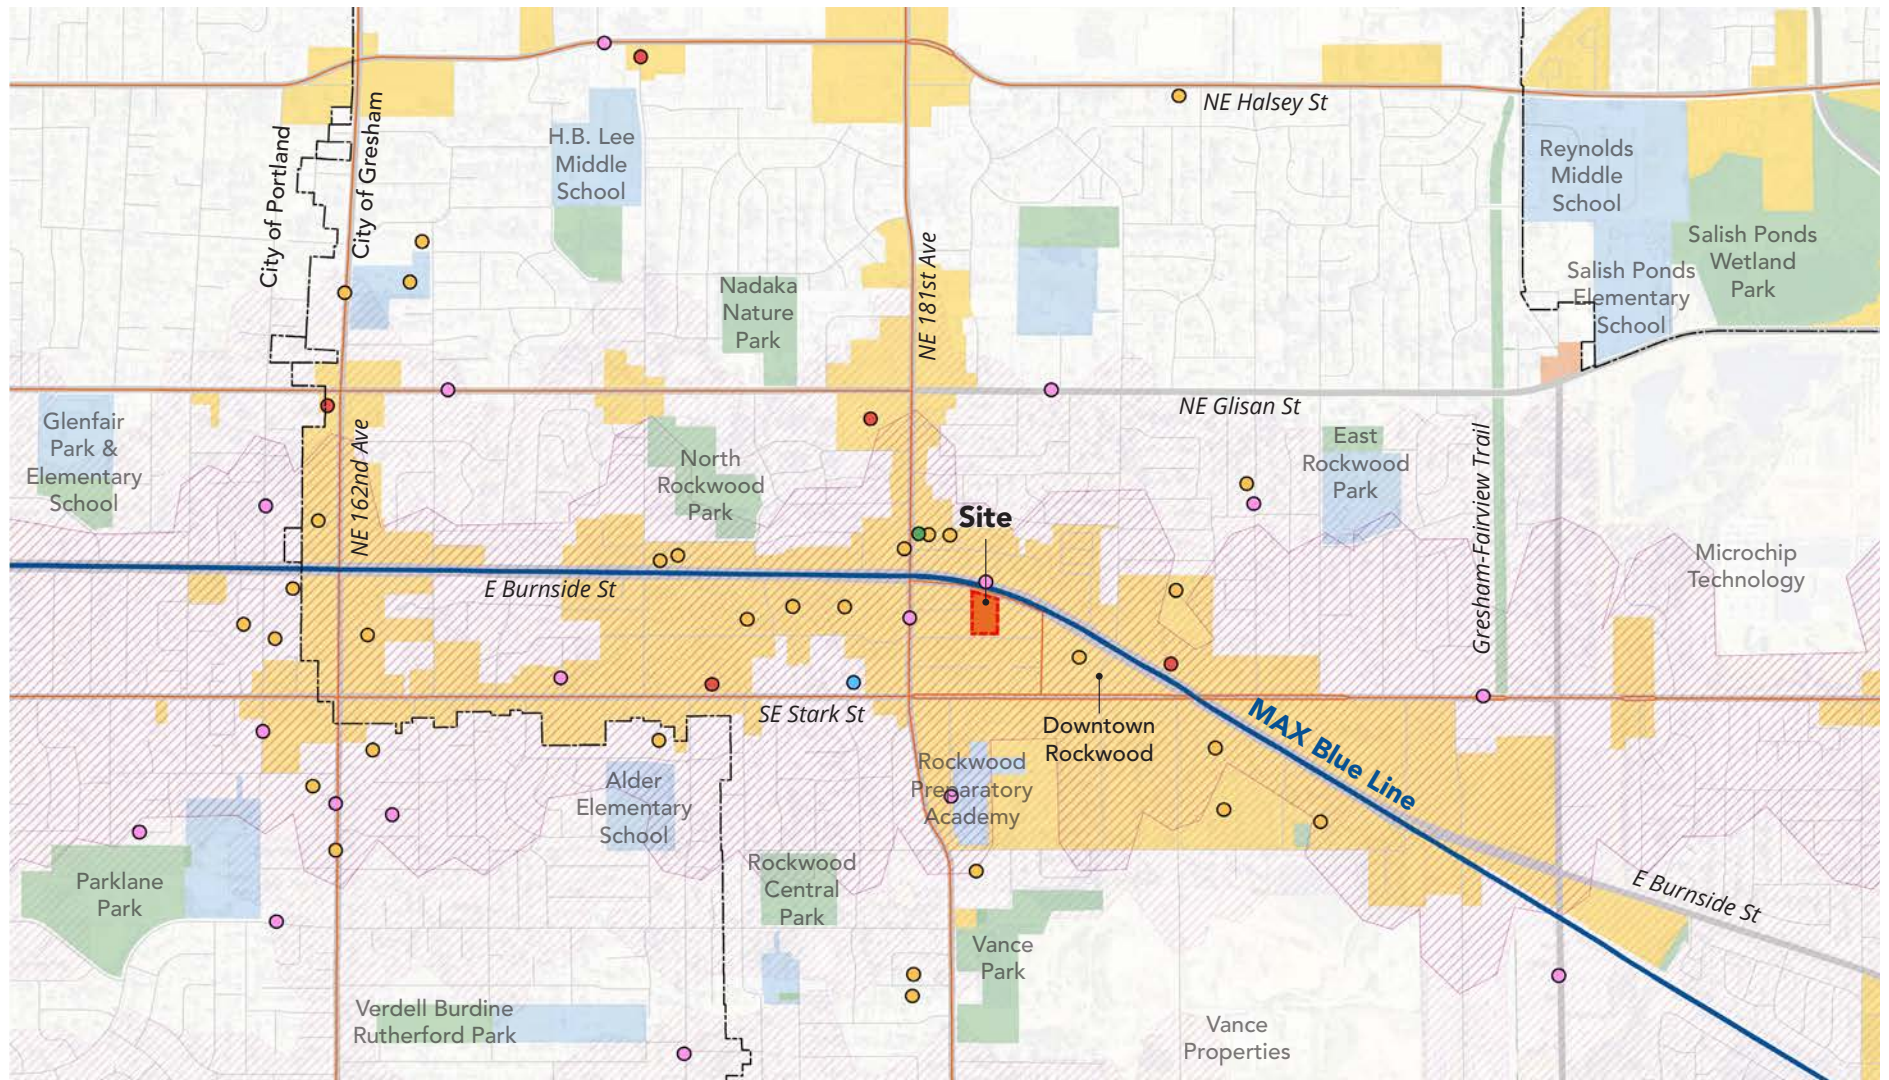 NE Halsey St
City of Portland
City of Gresham
H.B. Lee
Middle
School
Reynolds
Middle
School
Salish Ponds
Wetland
Park
Salish Ponds
Elementary
School
Nadaka
Nature
Park
NE 181st Ave
NE Glisan St
Glenfair
Park &
Elementary
School
NE 162nd Ave
North
Rockwood
Park
East
Rockwood
Park
Gresham-Fairview Trail
Site
Microchip
Technology
E Burnside St
SE Stark St
Downtown
Rockwood
MAX Blue Line
Rockwood
Preparatory
Academy
Alder
Elementary
School
Parklane
Park
Rockwood
Central
Park
E Burnside St
Vance
Park
Verdell Burdine
Rutherford Park
Vance
Properties